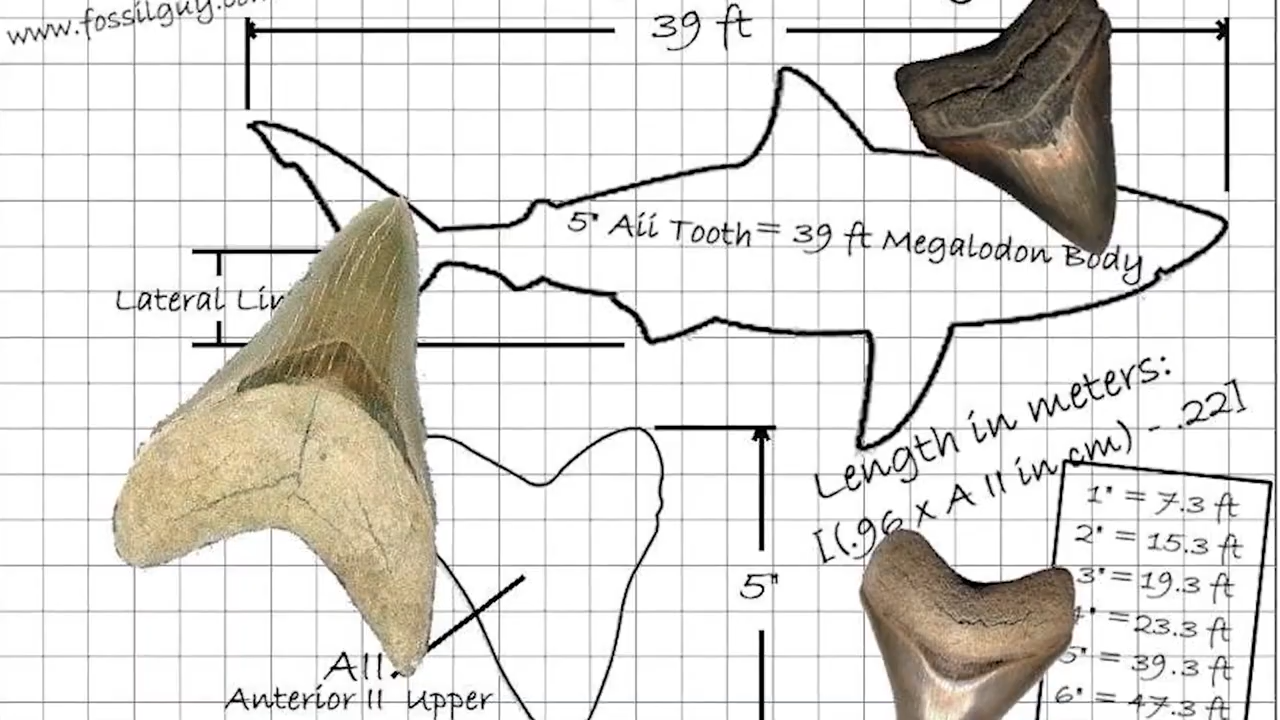 www.fossilguy.com
39 ft
5" Aii Tooth = 39 ft Megalodon Body
Lateral
Length in meters:
[(.96 x A II in cm) - .22]
1" = 7.3 ft
2" = 15.3 ft
3" = 19.3 ft
4" = 23.3 ft
5" = 39.3 ft
6" = 47.3 ft
5"
AII.
Anterior II Upper